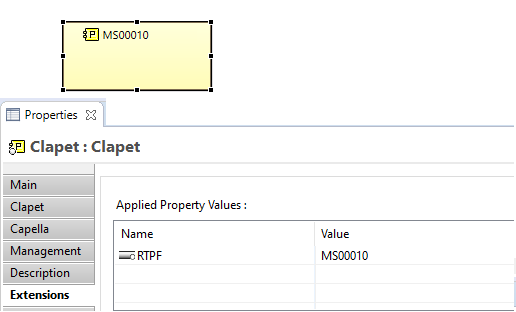 P MS00010
Properties
P Clapet : Clapet
Main
Clapet
Capella
Management
Description
Extensions
Applied Property Values :
Name Value
RTPF MS00010